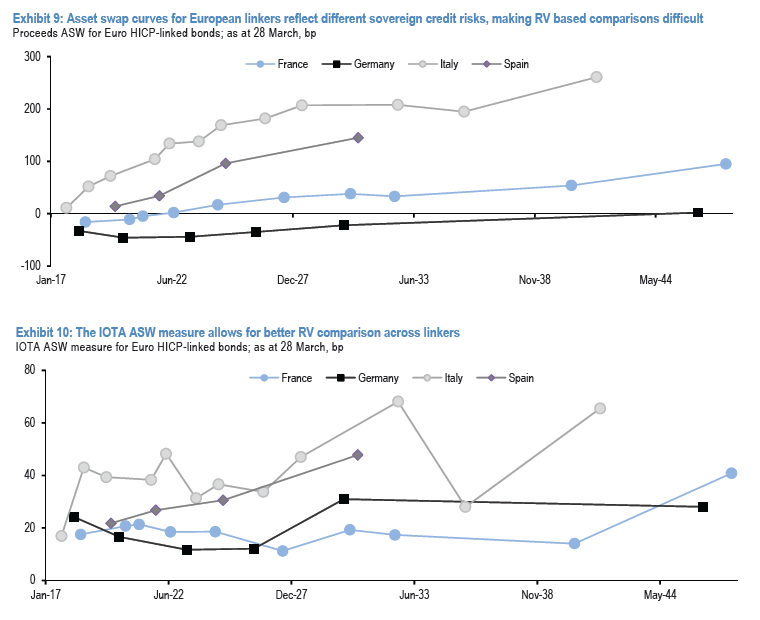 Exhibit 9: Asset swap curves for European linkers reflect different sovereign credit risks, making RV based comparisons difficult
Proceeds ASW for Euro HICP-linked bonds; as at 28 March, bp
France Germany Italy Spain
300
200
100
0
-100
Jan-17 Jun-22 Dec-27 Jun-33 Nov-38 May-44
Exhibit 10: The IOTA ASW measure allows for better RV comparison across linkers
IOTA ASW measure for Euro HICP-linked bonds; as at 28 March, bp
France Germany Italy Spain
80
60
40
20
0
Jan-17 Jun-22 Dec-27 Jun-33 Nov-38 May-44